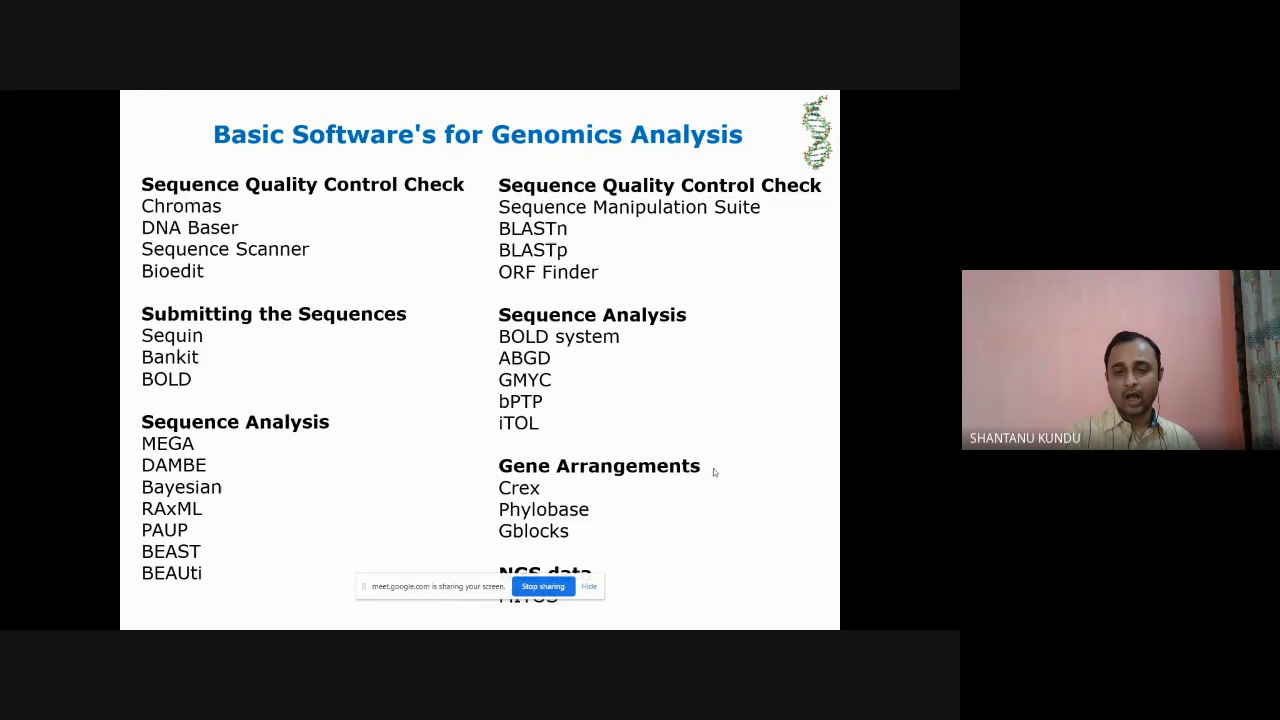 Basic Software's for Genomics Analysis
Sequence Quality Control Check
Chromas
DNA Baser
Sequence Scanner
Bioedit
Submitting the Sequences
Sequin
Bankit
BOLD
Sequence Analysis
MEGA
DAMBE
Bayesian
RAxML
PAUP
BEAST
BEAUti
Sequence Quality Control Check
Sequence Manipulation Suite
BLASTn
BLASTp
ORF Finder
Sequence Analysis
BOLD system
ABGD
GMYC
bPTP
iTOL
Gene Arrangements
Crex
Phylobase
Gblocks
NGS data
MITOS
meet.google.com is sharing your screen.
Stop sharing
Hide
SHANTANU KUNDU